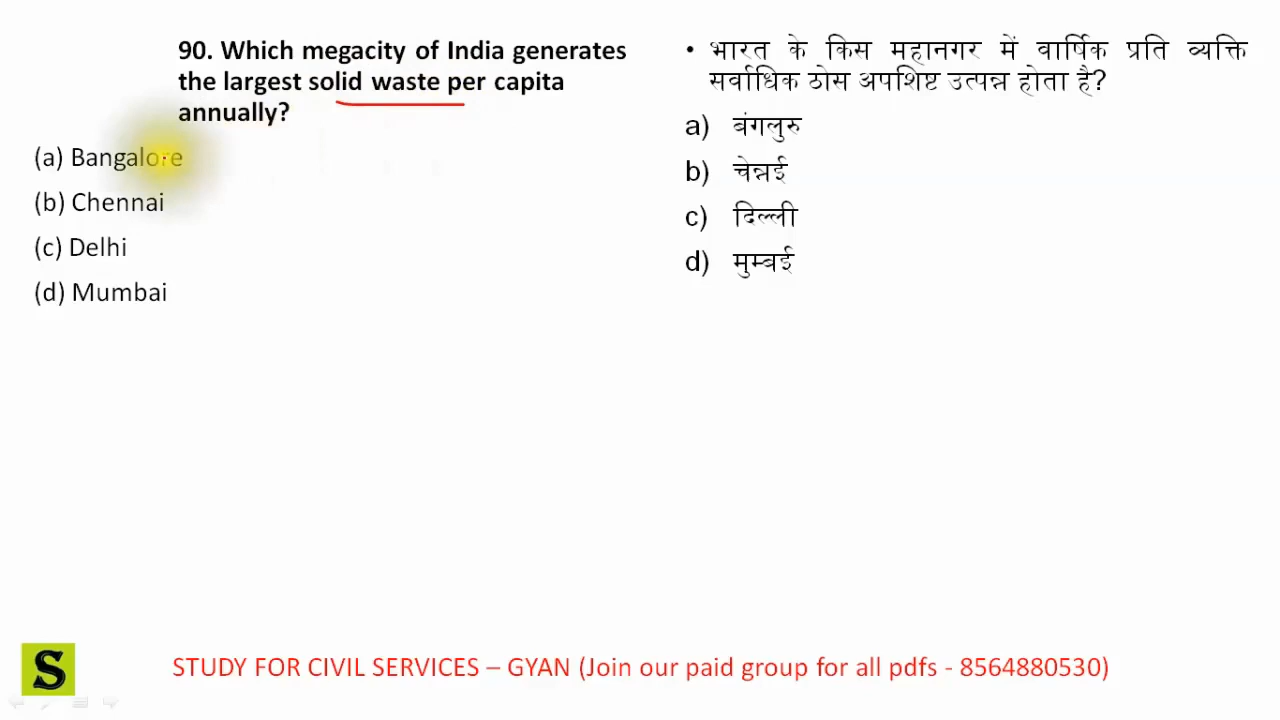 90. Which megacity of India generates
the largest solid waste per capita
annually?
(a) Bangalore
(b) Chennai
(c) Delhi
(d) Mumbai
• भारत के किस महानगर में वार्षिक प्रति व्यक्ति
सर्वाधिक ठोस अपशिष्ट उत्पन्न होता है?
a) बंगलुरु
b) चेन्नई
c) दिल्ली
d) मुम्बई
S
STUDY FOR CIVIL SERVICES – GYAN (Join our paid group for all pdfs - 8564880530)